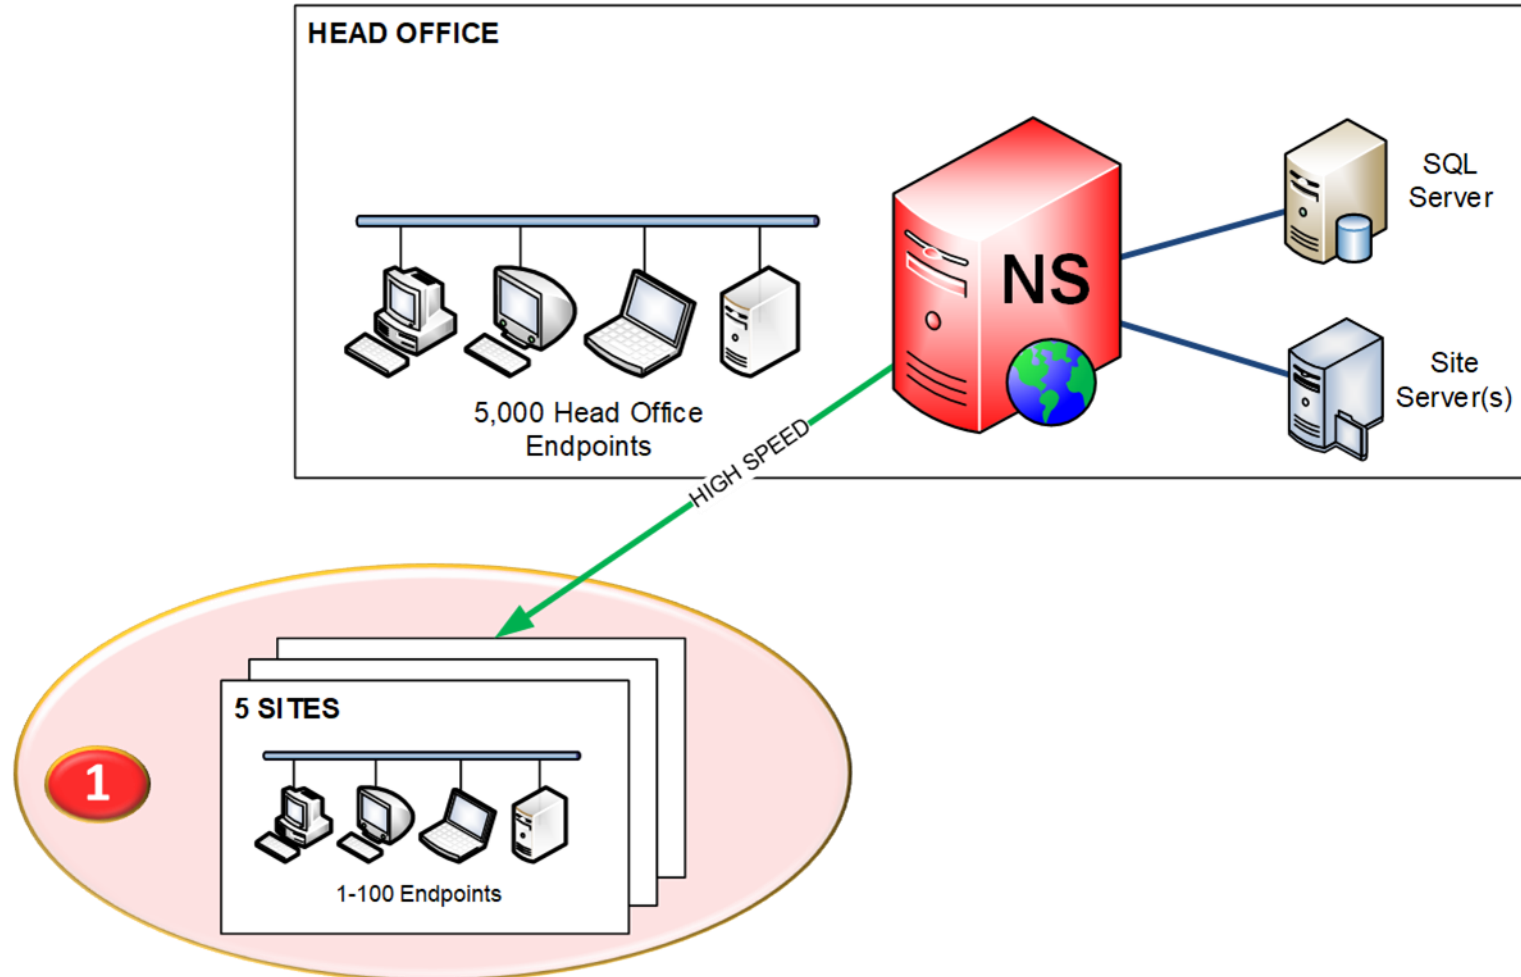 HEAD OFFICE
NS
SQL
Server
Site
Server(s)
5,000 Head Office
Endpoints
HIGH SPEED
5 SITES
1
1-100 Endpoints